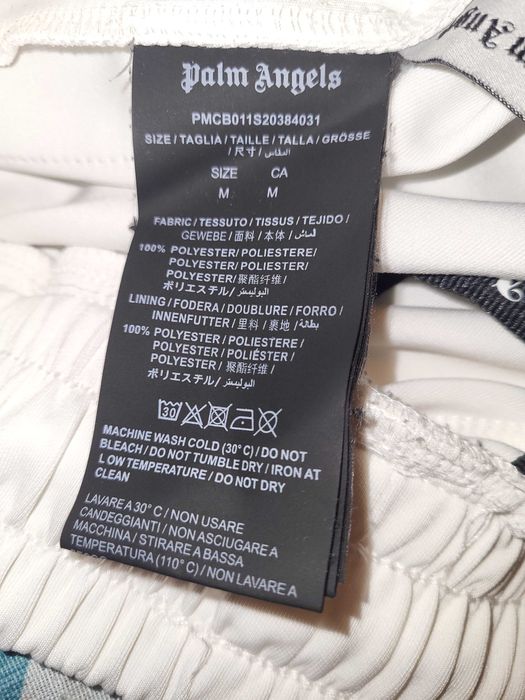 Palm Angels
PMCB011S20384031
SIZE / TAGLIA / TAILLE / TALLA / GRÖSSE
/ 尺寸 / المقاس /
SIZE CA
M M
FABRIC / TESSUTO / TISSUS / TEJIDO /
GEWEBE / 面料 / 本体 / القماش /
100% POLYESTER/ POLIESTERE/
POLYESTER/ POLIÉSTER/
POLYESTER/聚酯纤维/
ポリエステル/ البوليستر
LINING / FODERA / DOUBLURE / FORRO /
INNENFUTTER / 里料 / 裏地 / بطانة/
100% POLYESTER/ POLIESTERE /
POLYESTER / POLIÉSTER /
POLYESTER / 聚酯纤维 /
ポリエステル/ البوليستر
30
MACHINE WASH COLD (30°C) / DO NOT
BLEACH / DO NOT TUMBLE DRY / IRON AT
LOW TEMPERATURE / DO NOT DRY
CLEAN
LAVARE A 30° C / NON USARE
CANDEGGIANTI / NON ASCIUGARE A
MACCHINA / STIRARE A BASSA
TEMPERATURA (110° C) / NON LAVARE A